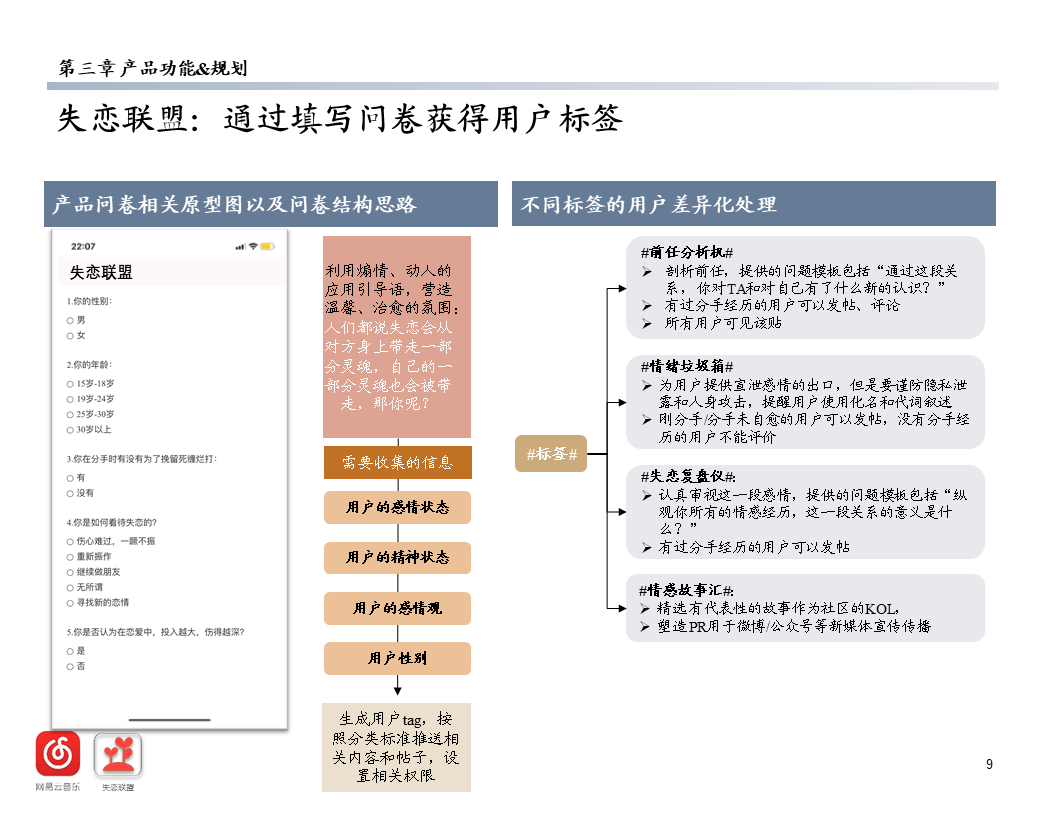 第三章 产品功能&规划
失恋联盟：通过填写问卷获得用户标签
产品问卷相关原型图以及问卷结构思路
22:07
失恋联盟
1.你的性别：
男
女
2.你的年龄：
15岁-18岁
19岁-24岁
25岁-30岁
30岁以上
3.你在分手时有没有为了挽留死缠烂打：
有
没有
4.你是如何看待失恋的?
伤心难过，一蹶不振
重新振作
继续做朋友
无所谓
寻找新的恋情
5.你是否认为在恋爱中，投入越大，伤得越深?
是
否
网易云音乐
失恋联盟
利用煽情、动人的
应用引导语，营造
温馨、治愈的氛围：
人们都说失恋会从
对方身上带走一部
分灵魂，自己的一
部分灵魂也会被带
走，那你呢？
需要收集的信息
用户的感情状态
用户的精神状态
用户的感情观
用户性别
生成用户tag，按
照分类标准推送相
关内容和帖子，设
置相关权限
不同标签的用户差异化处理
#标签#
#前任分析机#
➢ 剖析前任，提供的问题模板包括“通过这段关
系，你对TA和对自己有了什么新的认识？”
➢ 有过分手经历的用户可以发帖、评论
➢ 所有用户可见该贴
#情绪垃圾箱#
➢ 为用户提供宣泄感情的出口，但是要谨防隐私泄
露和人身攻击，提醒用户使用化名和代词叙述
➢ 刚分手/分手未自愈的用户可以发帖，没有分手经
历的用户不能评价
#失恋复盘仪#：
➢ 认真审视这一段感情，提供的问题模板包括“纵
观你所有的情感经历，这一段关系的意义是什
么？”
➢ 有过分手经历的用户可以发帖
#情感故事汇#：
➢ 精选有代表性的故事作为社区的KOL，
➢ 塑造PR用于微博/公众号等新媒体宣传传播
9